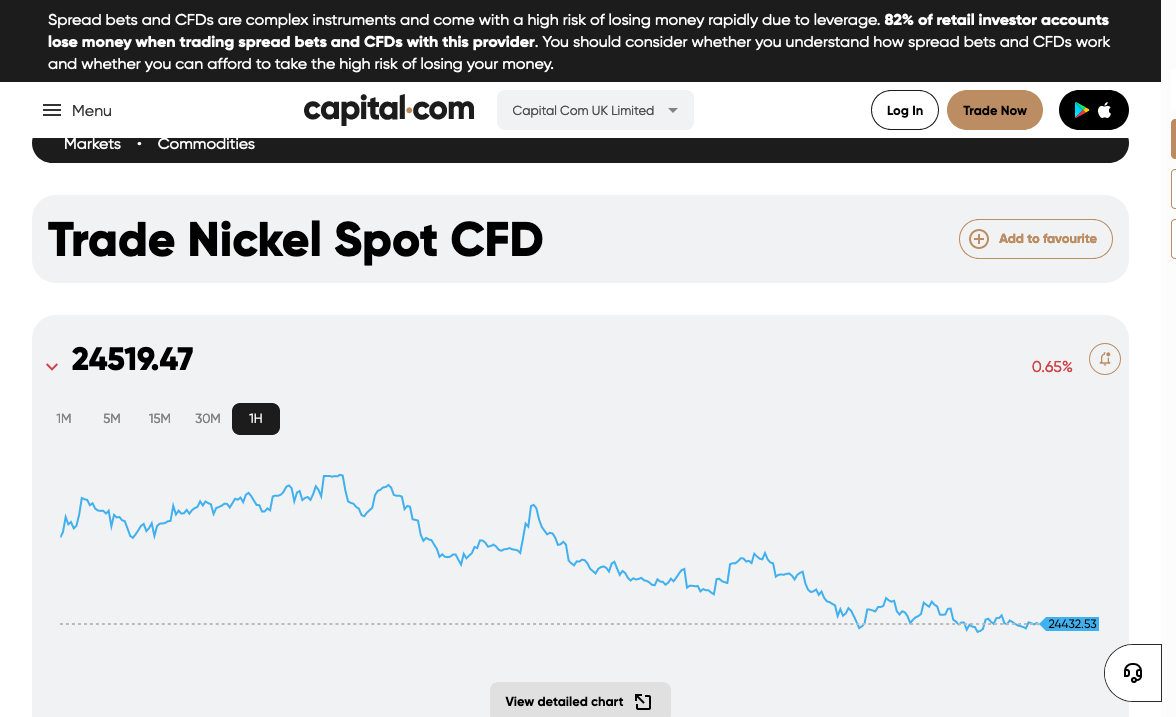 Spread bets and CFDs are complex instruments and come with a high risk of losing money rapidly due to leverage. 82% of retail investor accounts
lose money when trading spread bets and CFDs with this provider. You should consider whether you understand how spread bets and CFDs work
and whether you can afford to take the high risk of losing your money.
Menu
capital.com
Capital Com UK Limited
Log In
Trade Now
Markets • Commodities
Trade Nickel Spot CFD
Add to favourite
24519.47
0.65%
1M 5M 15M 30M 1H
24432.53
View detailed chart